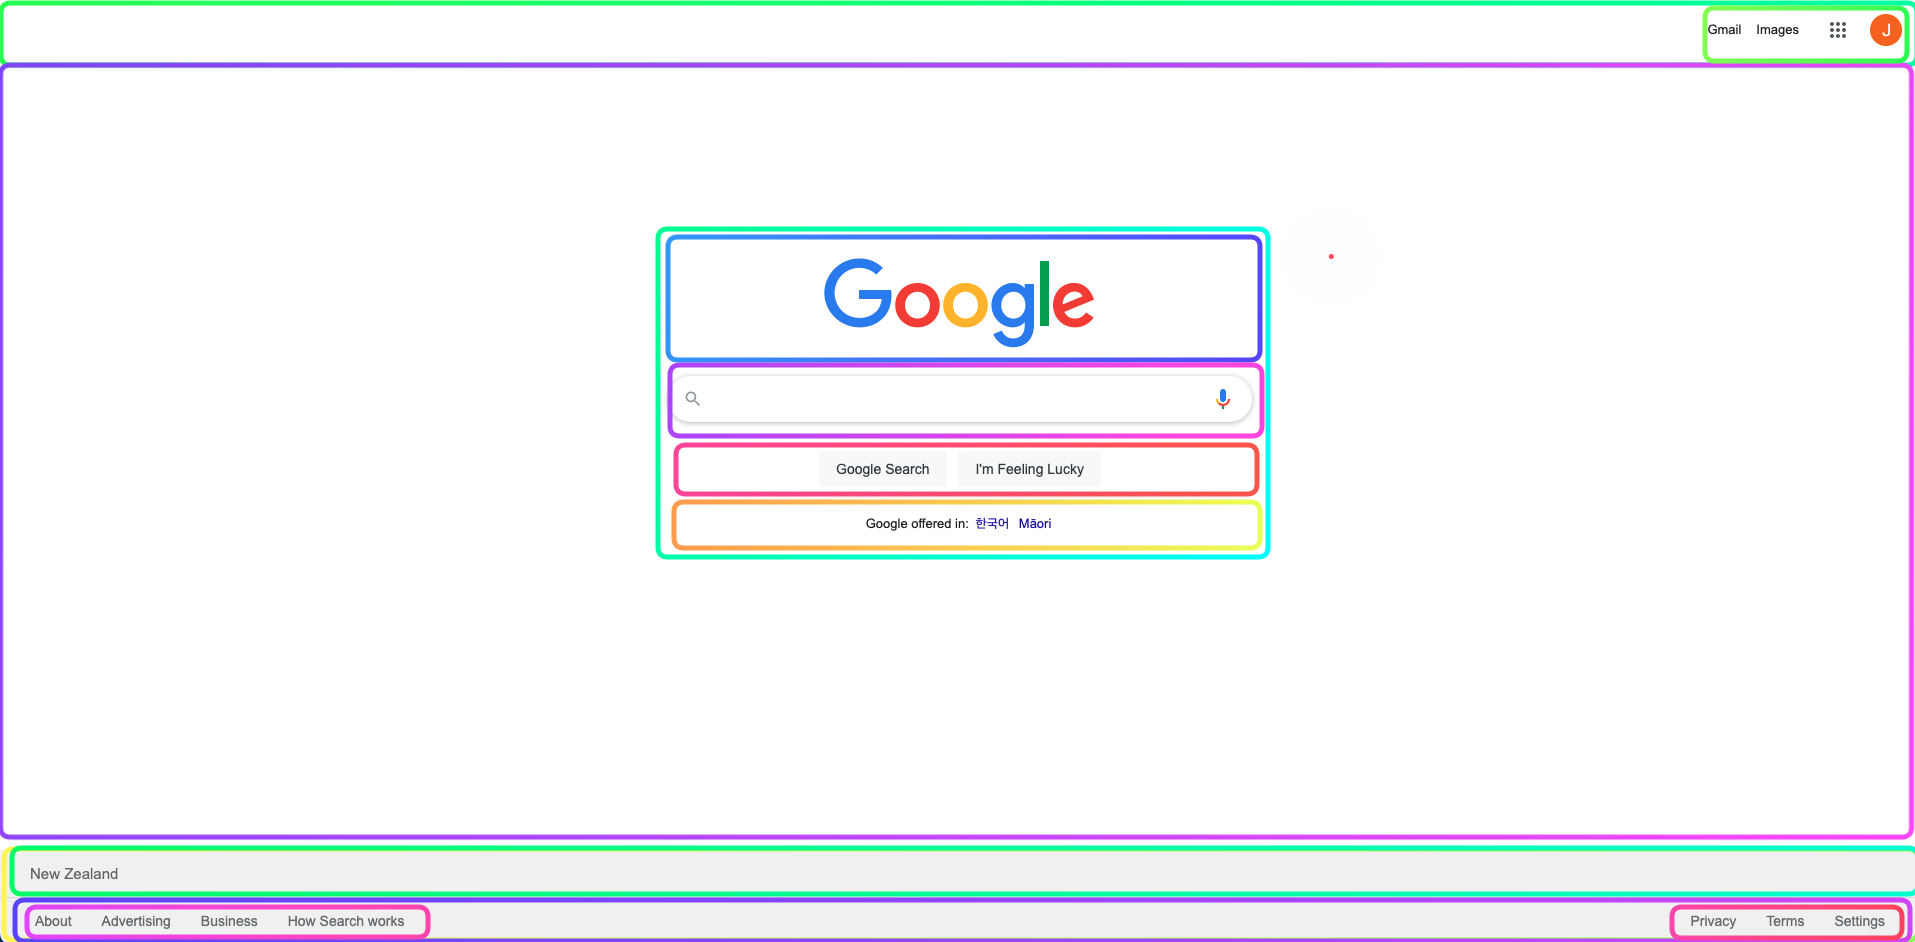 Gmail Images J
Google
Google Search I'm Feeling Lucky
Google offered in: 한국어 Māori
New Zealand
About Advertising Business How Search works Privacy Terms Settings